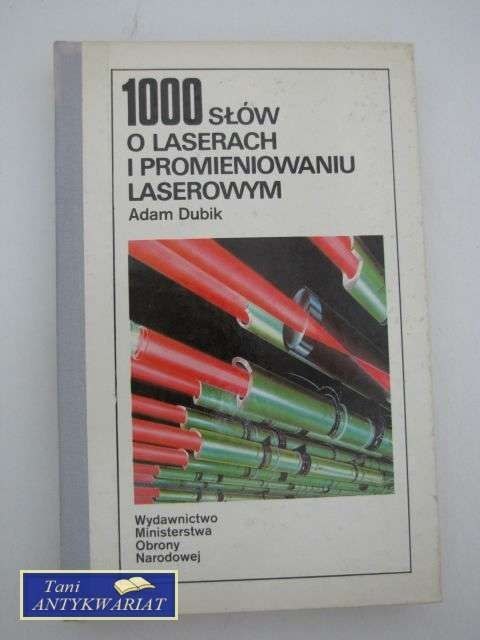 1000 SŁÓW
O LASERACH
I PROMIENIOWANIU
LASEROWYM
Adam Dubik
Wydawnictwo
Ministerstwa
Obrony
Narodowej
Tani
ANTYKWARIAT